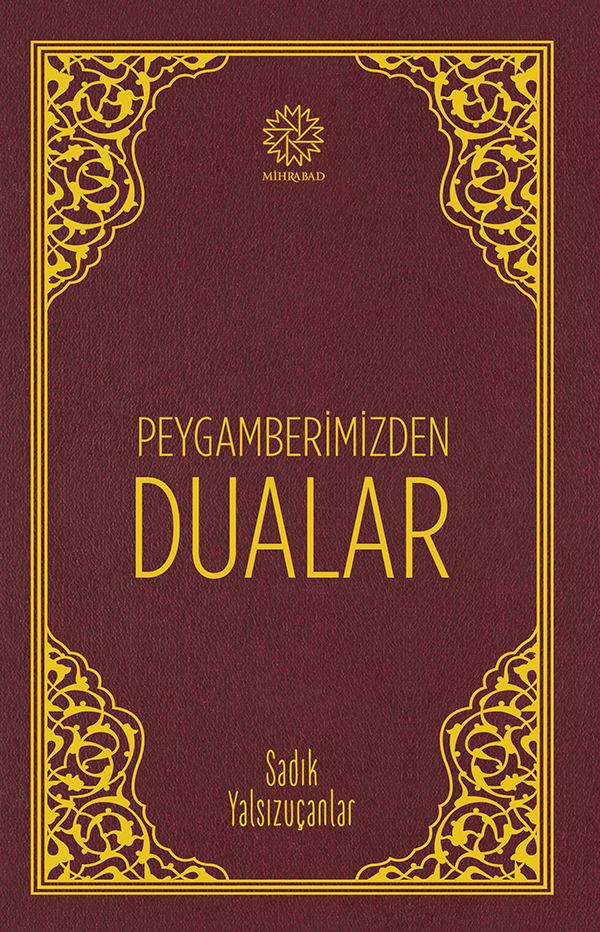 MİHRABAD
PEYGAMBERİMİZDEN
DUALAR
Sadık
Yalsızuçanlar